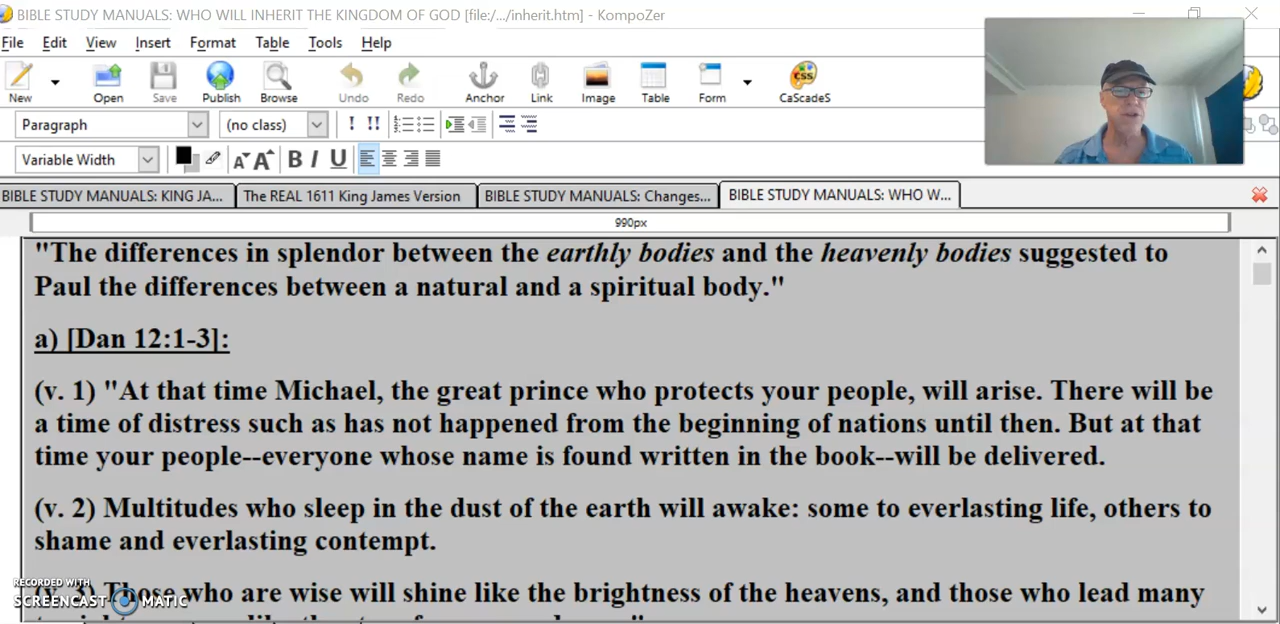 BIBLE STUDY MANUALS: WHO WILL INHERIT THE KINGDOM OF GOD [file:/.../inherit.htm] - KompoZer
File Edit View Insert Format Table Tools Help
New Open Save Publish Browse Undo Redo Anchor Link Image Table Form CaScadeS
Paragraph (no class) ! !!
Variable Width A A B I U
BIBLE STUDY MANUALS: KING JA... The REAL 1611 King James Version BIBLE STUDY MANUALS: Changes... BIBLE STUDY MANUALS: WHO W...
990px
"The differences in splendor between the earthly bodies and the heavenly bodies suggested to
Paul the differences between a natural and a spiritual body."
a) [Dan 12:1-3]:
(v. 1) "At that time Michael, the great prince who protects your people, will arise. There will be
a time of distress such as has not happened from the beginning of nations until then. But at that
time your people--everyone whose name is found written in the book--will be delivered.
(v. 2) Multitudes who sleep in the dust of the earth will awake: some to everlasting life, others to
shame and everlasting contempt.
(v. 3) Those who are wise will shine like the brightness of the heavens, and those who lead many
RECORDED WITH
SCREENCAST MATIC